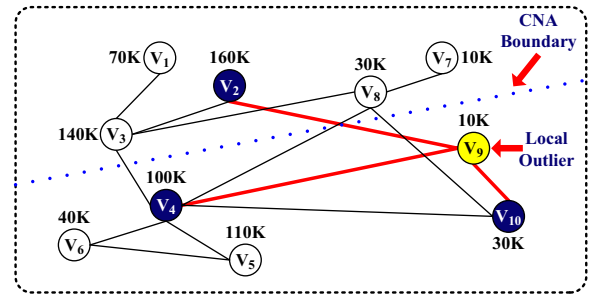 CNA
Boundary
70K V1
160K
V2
30K
V8
V7 10K
140K V3
10K
V9
Local
Outlier
100K
V4
V10
30K
40K
V6
110K
V5